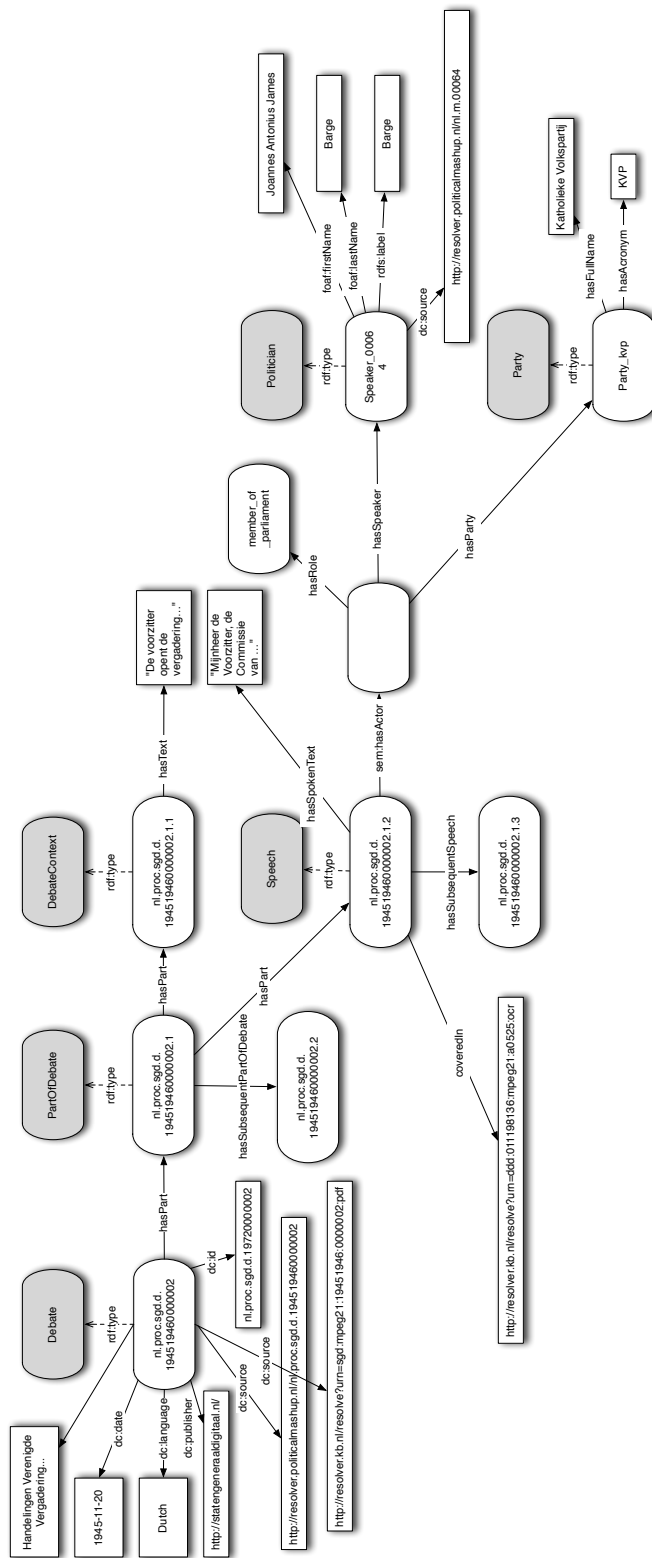 Handelingen Verenigde
Vergadering...
1945-11-20
dc:date
Dutch
dc:language
http://statengeneraaldigitaal.nl/
dc:publisher
Debate
rdf:type
nl.proc.sgd.d.
194519460000002
dc:id
nl.proc.sgd.d.19720000002
dc:source
http://resolver.politicalmashup.nl/nl.proc.sgd.d.194519460000002
dc:source
http://resolver.kb.nl/resolve?urn=sgd:mpeg21:19451946:0000002:pdf
hasPart
PartOfDebate
rdf:type
nl.proc.sgd.d.
194519460000002.1
hasSubsequentPartOfDebate
nl.proc.sgd.d.
194519460000002.2
hasPart
hasPart
DebateContext
rdf:type
nl.proc.sgd.d.
194519460000002.1.1
hasText
"De voorzitter
opent de
vergadering..."
Speech
rdf:type
nl.proc.sgd.d.
194519460000002.1.2
hasSpokenText
"Mijnheer de
Voorzitter, de
Commissie
van ..."
hasSubsequentSpeech
nl.proc.sgd.d.
194519460000002.1.3
coveredIn
http://resolver.kb.nl/resolve?urn=ddd:011198136:mpeg21:a0525:ocr
sem:hasActor
hasRole
member_of
_parliament
hasSpeaker
hasParty
Politician
rdf:type
Speaker_0006
4
foaf:firstName
Joannes Antonius James
foaf:lastName
Barge
rdfs:label
Barge
dc:source
http://resolver.politicalmashup.nl/nl.m.00064
Party
rdf:type
Party_kvp
hasFullName
Katholieke Volkspartij
hasAcronym
KVP